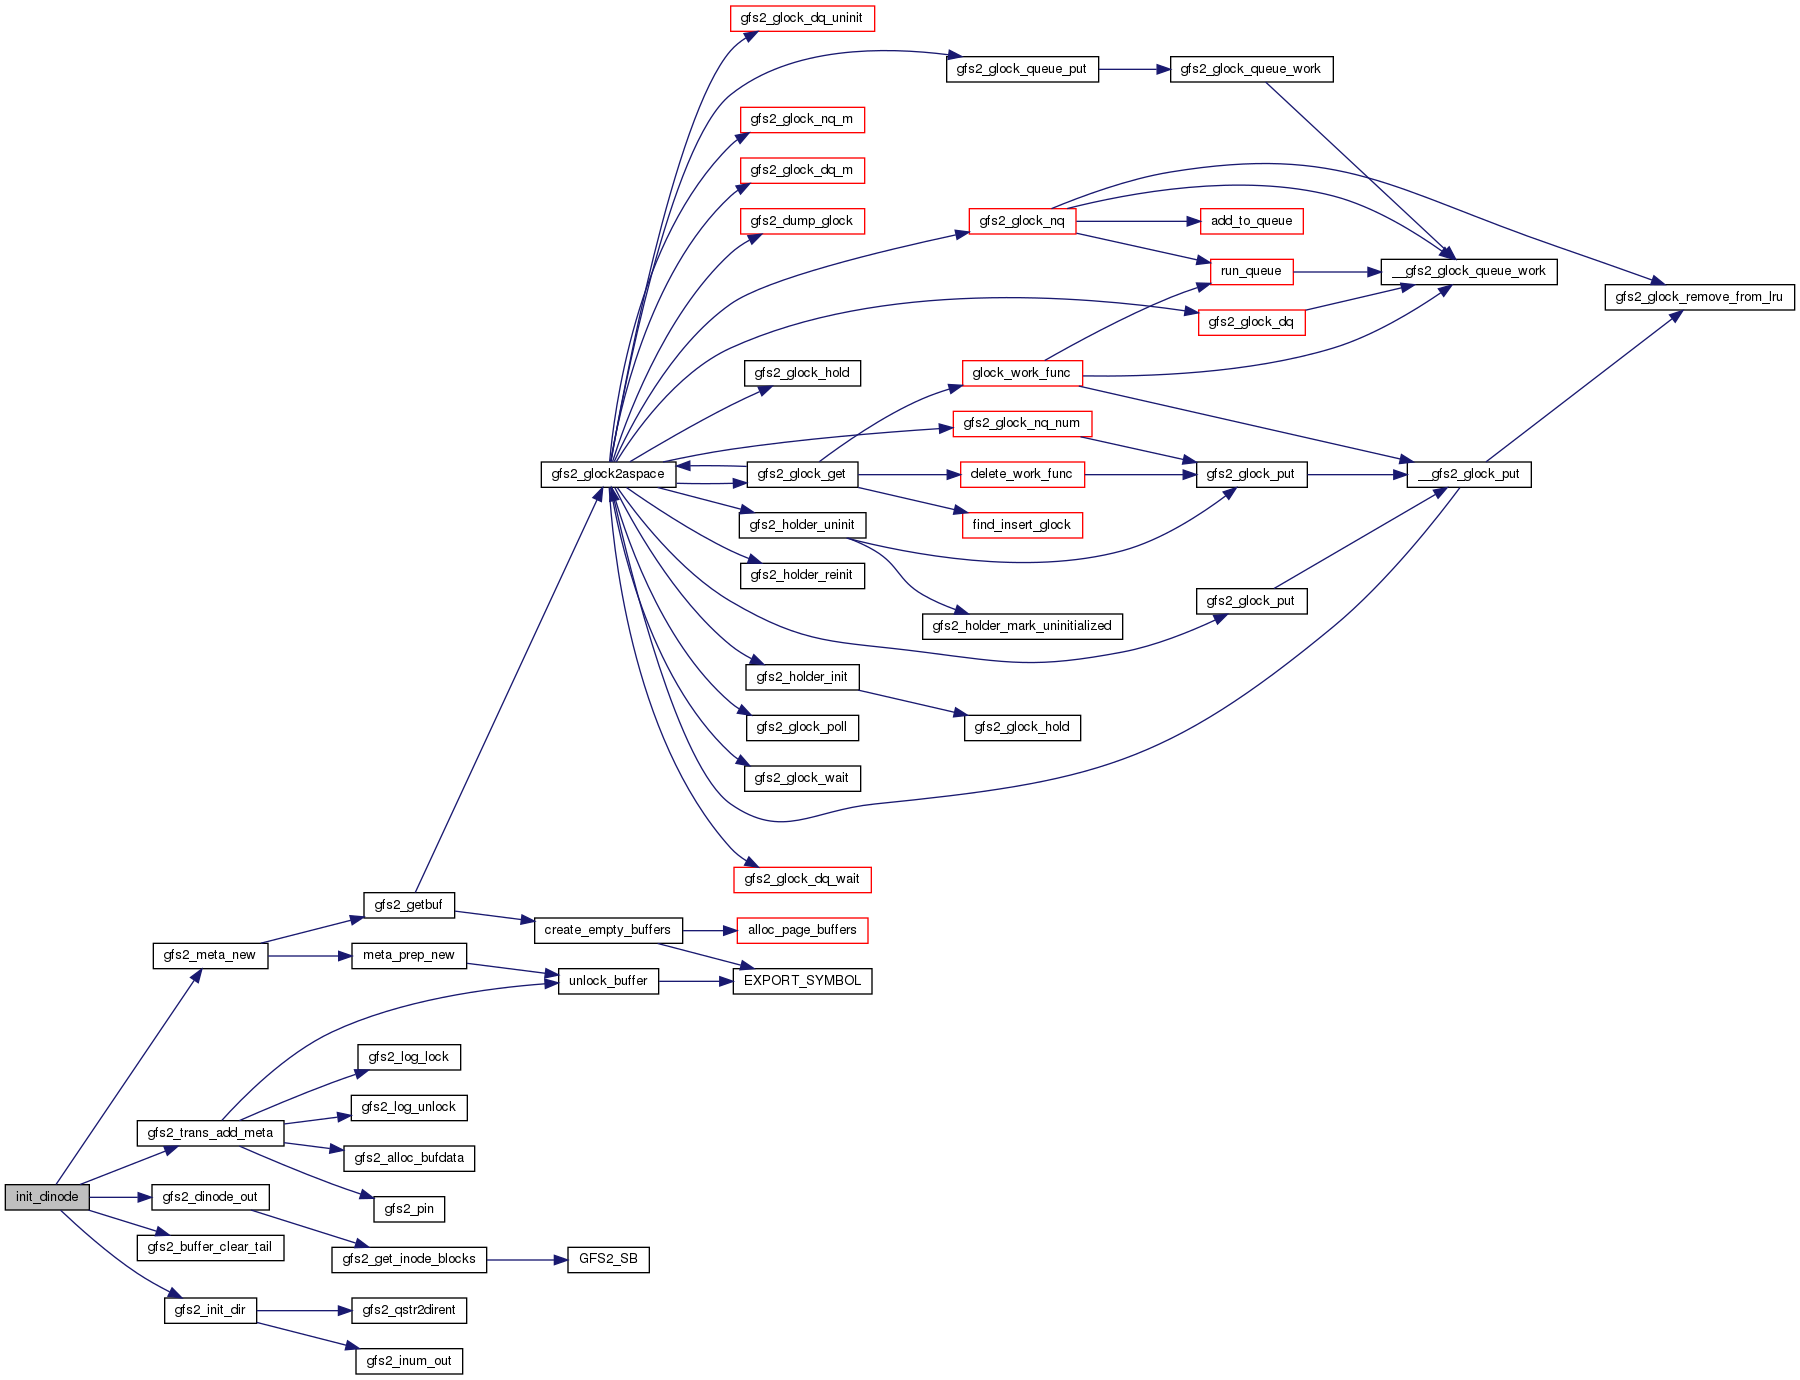 gfs2_glock_dq_uninit
gfs2_glock_queue_put
gfs2_glock_queue_work
gfs2_glock_nq_m
gfs2_glock_dq_m
gfs2_dump_glock
gfs2_glock_nq
add_to_queue
run_queue
__gfs2_glock_queue_work
gfs2_glock_remove_from_lru
gfs2_glock_dq
gfs2_glock_hold
glock_work_func
gfs2_glock_nq_num
gfs2_glock2aspace
gfs2_glock_get
delete_work_func
gfs2_glock_put
__gfs2_glock_put
gfs2_holder_uninit
find_insert_glock
gfs2_holder_reinit
gfs2_glock_put
gfs2_holder_mark_uninitialized
gfs2_holder_init
gfs2_glock_poll
gfs2_glock_hold
gfs2_glock_wait
gfs2_glock_dq_wait
gfs2_getbuf
create_empty_buffers
alloc_page_buffers
gfs2_meta_new
meta_prep_new
unlock_buffer
EXPORT_SYMBOL
gfs2_log_lock
gfs2_log_unlock
gfs2_trans_add_meta
gfs2_alloc_bufdata
init_dinode
gfs2_dinode_out
gfs2_pin
gfs2_buffer_clear_tail
gfs2_get_inode_blocks
GFS2_SB
gfs2_init_dir
gfs2_qstr2dirent
gfs2_inum_out